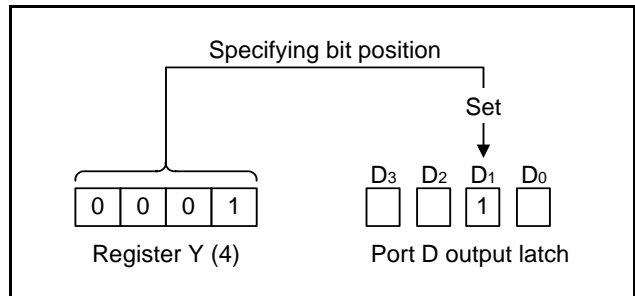 Specifying bit position
Set
D3 D2 D1 D0
0 0 0 1 1
Register Y (4) Port D output latch